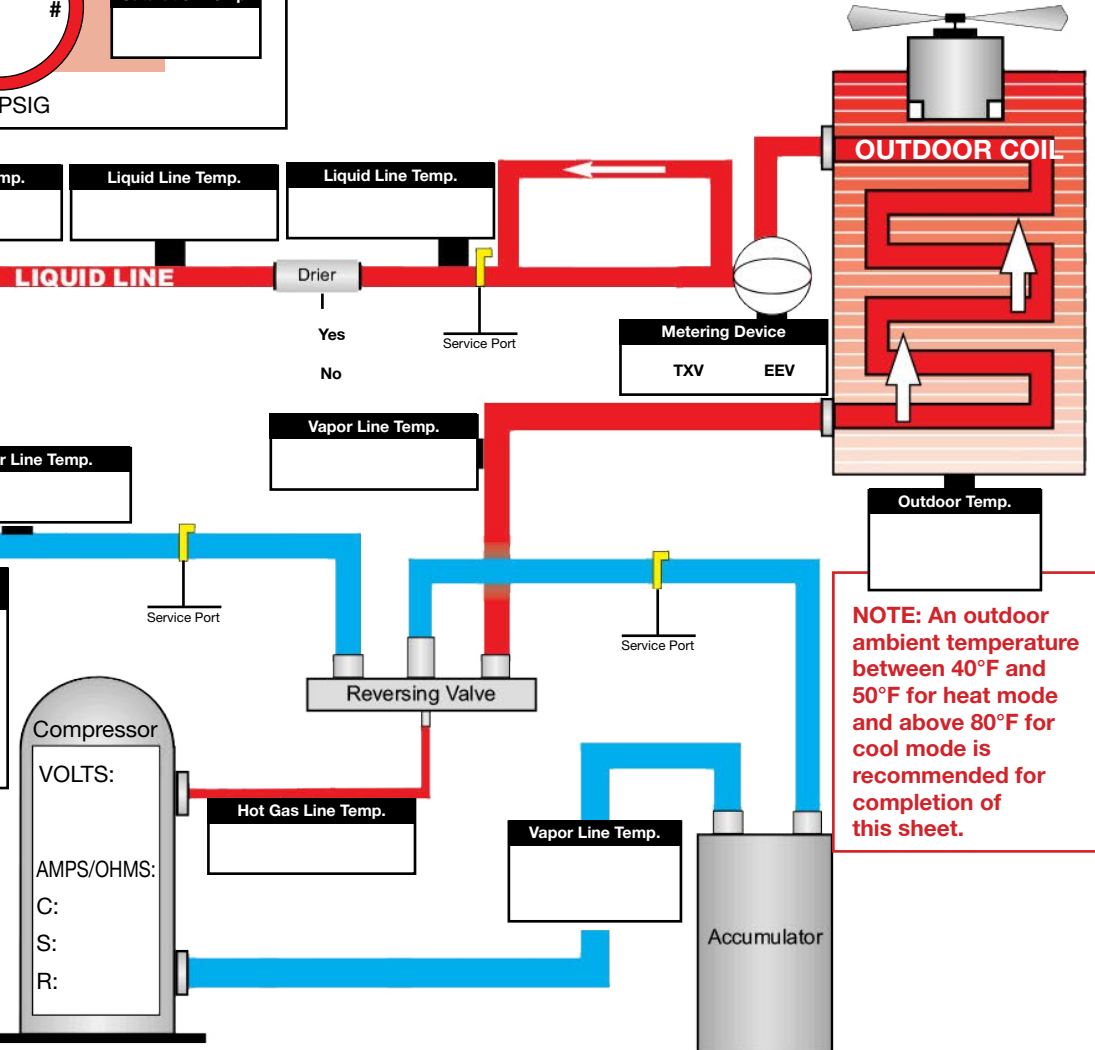 #
PSIG
OUTDOOR COIL
mp.
Liquid Line Temp.
Liquid Line Temp.
LIQUID LINE
Drier
Yes
No
Service Port
Metering Device
TXV EEV
Vapor Line Temp.
r Line Temp.
Outdoor Temp.
Service Port
Service Port
NOTE: An outdoor
ambient temperature
between 40°F and
50°F for heat mode
and above 80°F for
cool mode is
recommended for
completion of
this sheet.
Reversing Valve
Compressor
VOLTS:
AMPS/OHMS:
C:
S:
R:
Hot Gas Line Temp.
Vapor Line Temp.
Accumulator